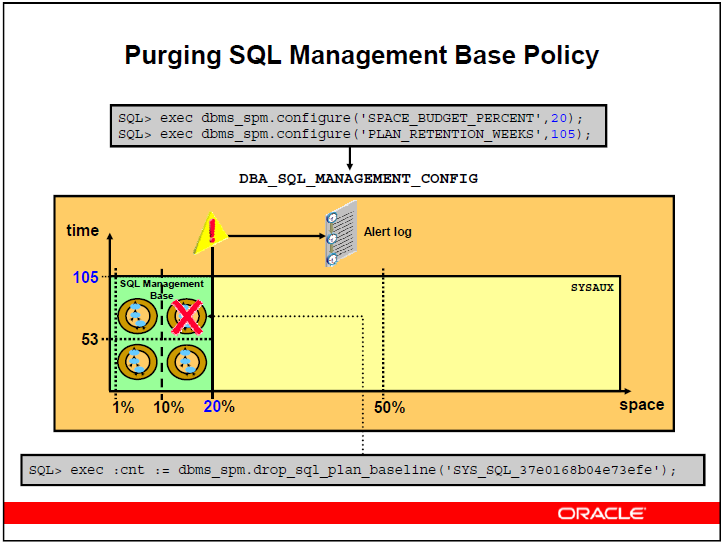 Purging SQL Management Base Policy
SQL> exec dbms_spm.configure('SPACE_BUDGET_PERCENT',20);
SQL> exec dbms_spm.configure('PLAN_RETENTION_WEEKS',105);
DBA_SQL_MANAGEMENT_CONFIG
time
!
Alert log
105
SQL Management
Base
SYSAUX
53
1%
10%
20%
50%
space
SQL> exec :cnt := dbms_spm.drop_sql_plan_baseline('SYS_SQL_37e0168b04e73efe');
ORACLE